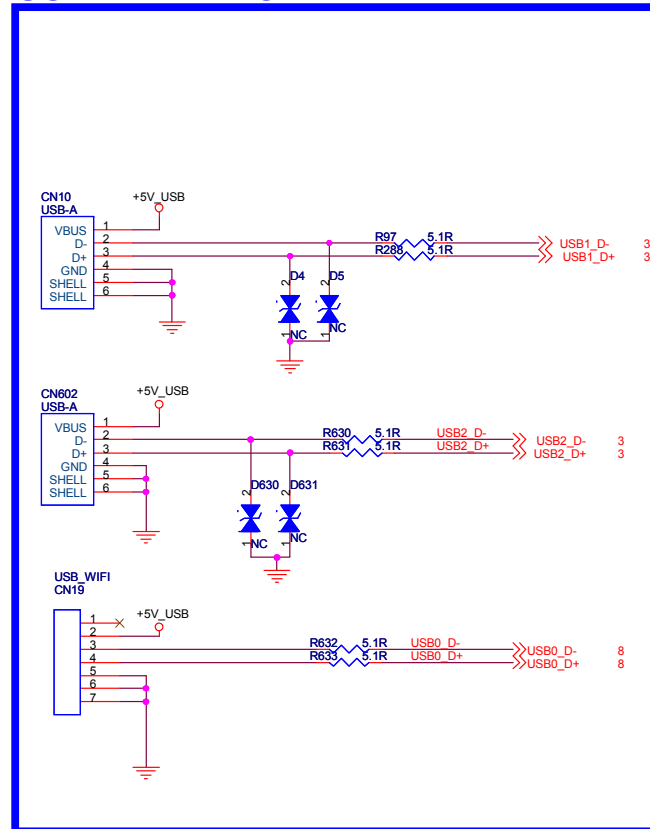 CN10
USB-A
+5V_USB
VBUS 1
D- 2
D+ 3
GND 4
SHELL 5
SHELL 6
R97 5.1R
R288 5.1R
USB1_D- 3
USB1_D+ 3
2 D4 2 D5
1 NC 1 NC
CN602
USB-A
+5V_USB
VBUS 1
D- 2
D+ 3
GND 4
SHELL 5
SHELL 6
R630 5.1R USB2_D- USB2_D- 3
R631 5.1R USB2_D+ USB2_D+ 3
2 D630 2 D631
1 NC 1 NC
USB_WIFI
CN19
+5V_USB
1
2
3
4
5
6
7
R632 5.1R USB0_D- USB0_D- 8
R633 5.1R USB0_D+ USB0_D+ 8